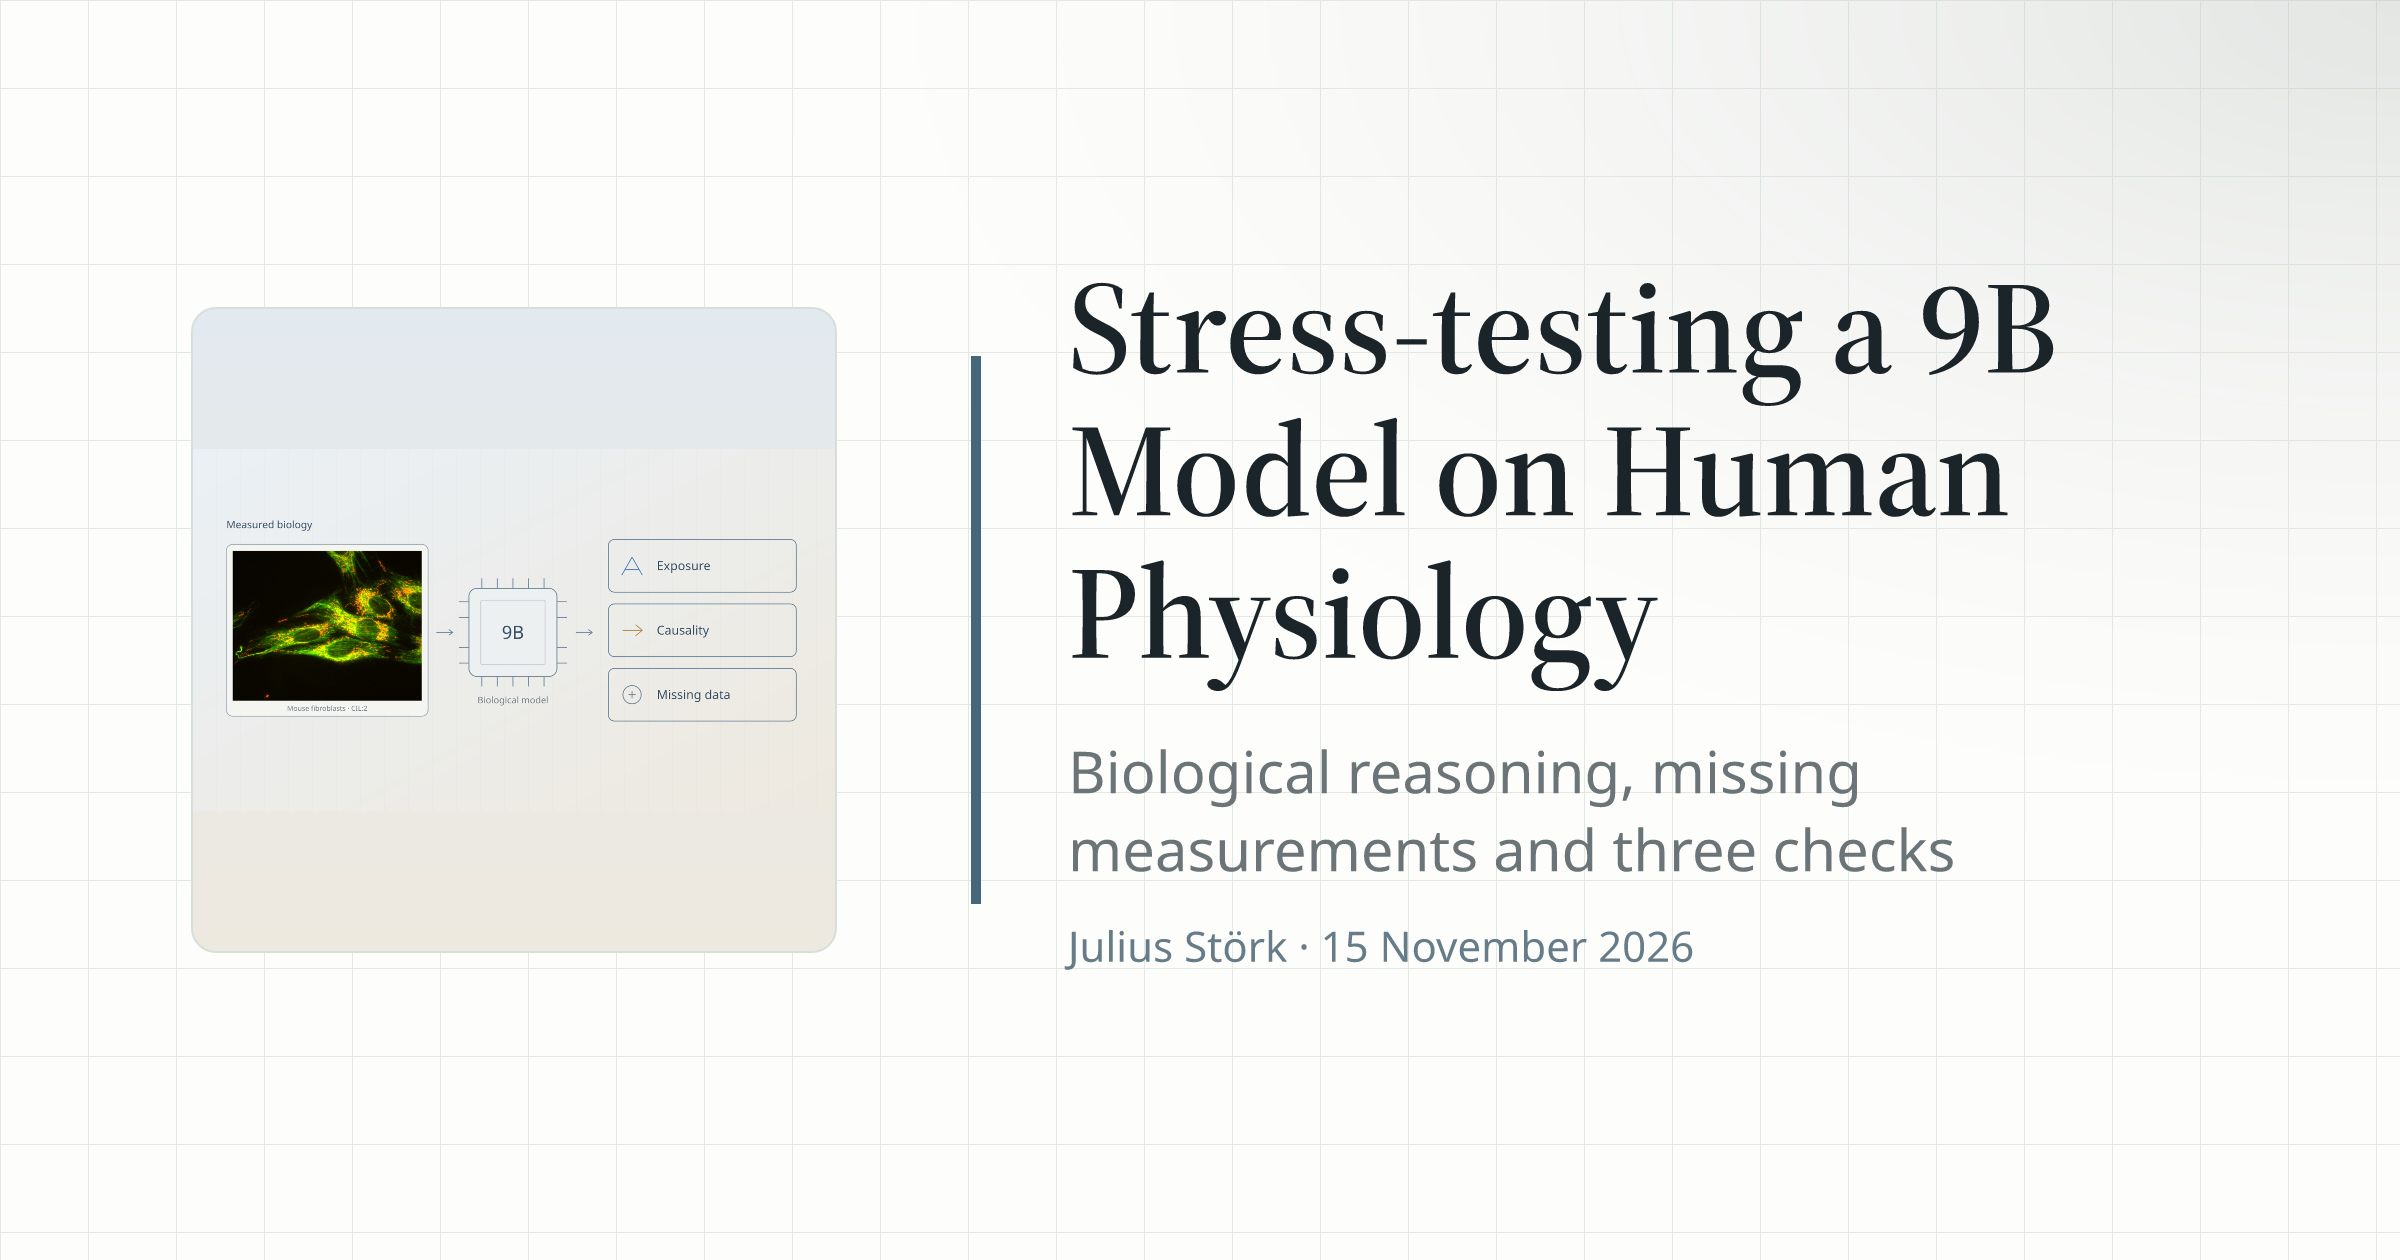 Measured biology
Mouse fibroblasts · CIL:2
9B
Biological model
Exposure
Causality
Missing data
Stress-testing a 9B
Model on Human
Physiology
Biological reasoning, missing
measurements and three checks
Julius Störk · 15 November 2026